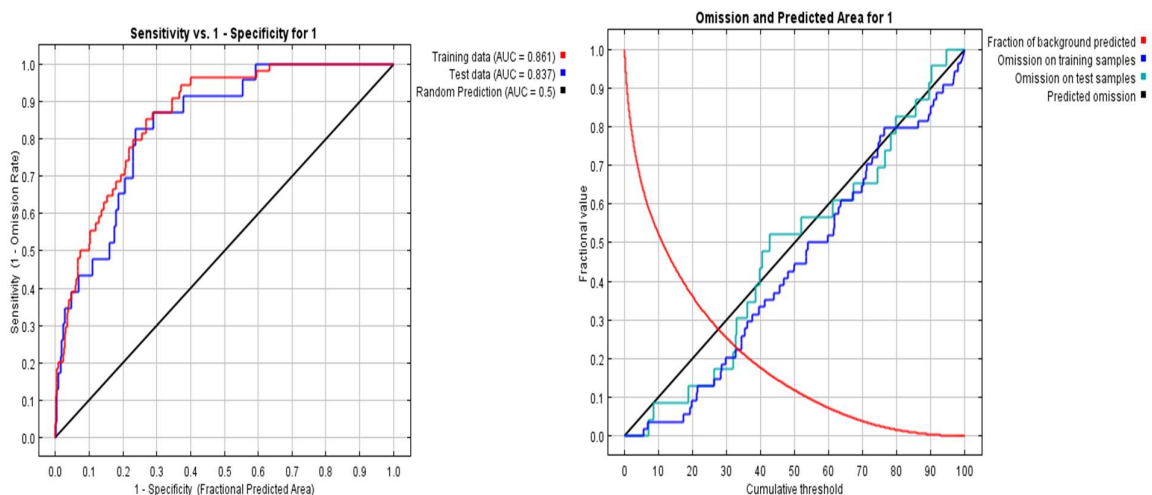 Sensitivity vs. 1 - Specificity for 1
Training data (AUC = 0.861)
Test data (AUC = 0.837)
Random Prediction (AUC = 0.5)
Sensitivity (1 - Omission Rate)
1.0
0.9
0.8
0.7
0.6
0.5
0.4
0.3
0.2
0.1
0.0
0.0 0.1 0.2 0.3 0.4 0.5 0.6 0.7 0.8 0.9 1.0
1 - Specificity (Fractional Predicted Area)
Omission and Predicted Area for 1
Fraction of background predicted
Omission on training samples
Omission on test samples
Predicted omission
Fractional value
1.0
0.9
0.8
0.7
0.6
0.5
0.4
0.3
0.2
0.1
0.0
0 10 20 30 40 50 60 70 80 90 100
Cumulative threshold